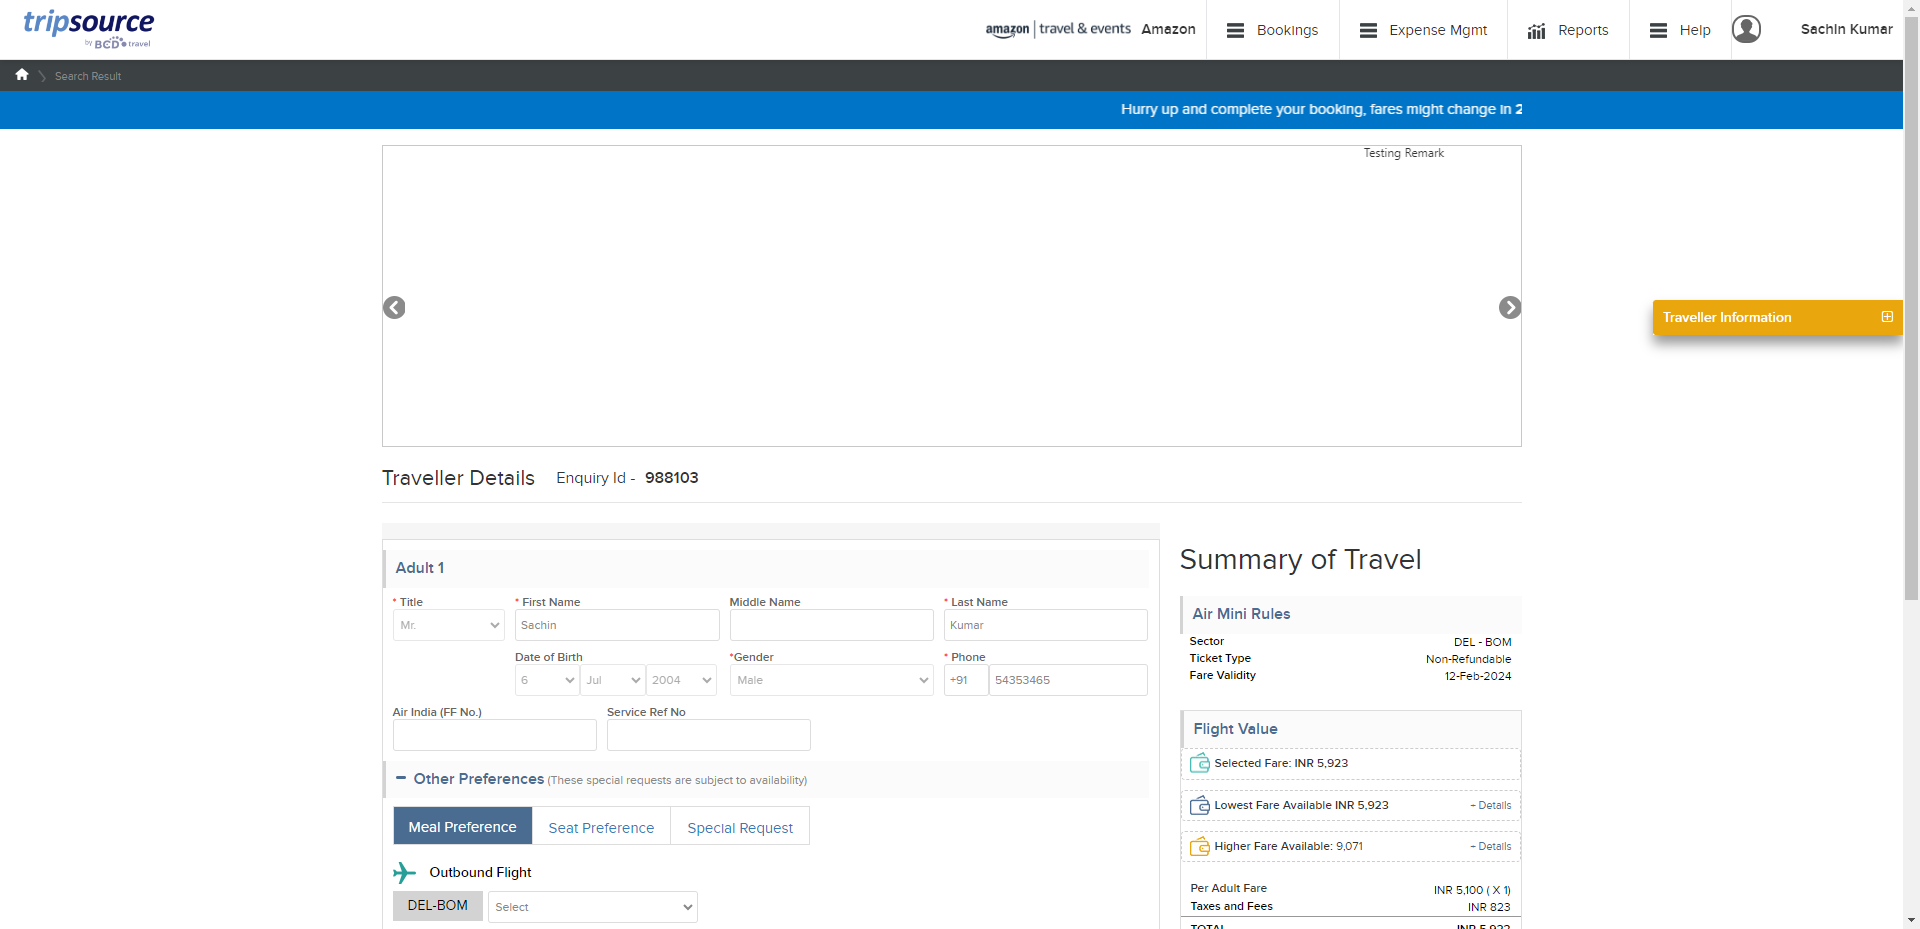 tripsource
by BCD travel
amazon | travel & events Amazon
Bookings
Expense Mgmt
Reports
Help
Sachin Kumar
Search Result
Hurry up and complete your booking, fares might change in 2
Testing Remark
Traveller Information
Traveller Details Enquiry Id - 988103
Adult 1
* Title * First Name Middle Name * Last Name
Mr. Sachin Kumar
Date of Birth *Gender * Phone
6 Jul 2004 Male +91 54353465
Air India (FF No.) Service Ref No
Other Preferences (These special requests are subject to availability)
Meal Preference Seat Preference Special Request
Outbound Flight
DEL-BOM Select
Summary of Travel
Air Mini Rules
Sector DEL - BOM
Ticket Type Non-Refundable
Fare Validity 12-Feb-2024
Flight Value
Selected Fare: INR 5,923
Lowest Fare Available INR 5,923 + Details
Higher Fare Available: 9,071 + Details
Per Adult Fare INR 5,100 ( X 1)
Taxes and Fees INR 823
TOTAL INR 5,923